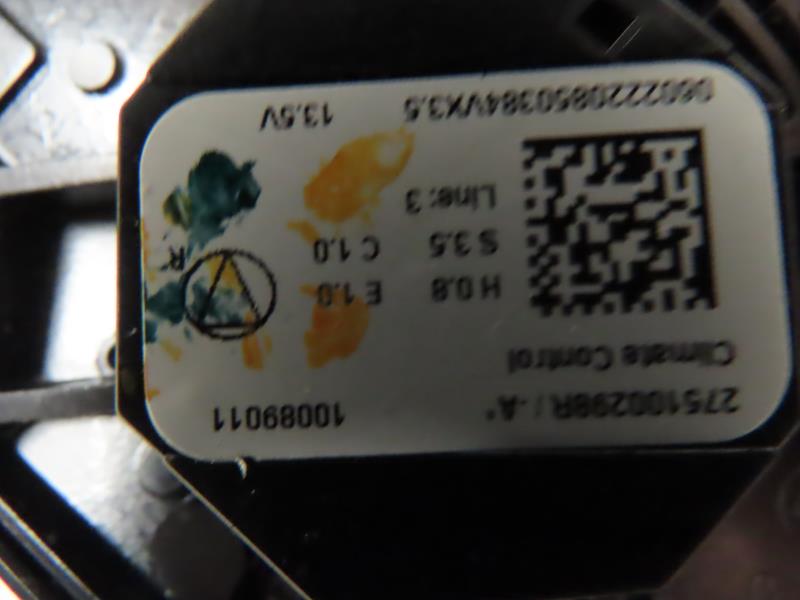 275100298R / -A* 10089011
Climate Control
H 0.8 E 1.0
S 3.5 C 1.0 R
Line: 3
0602220850384VX3.5 13.5V